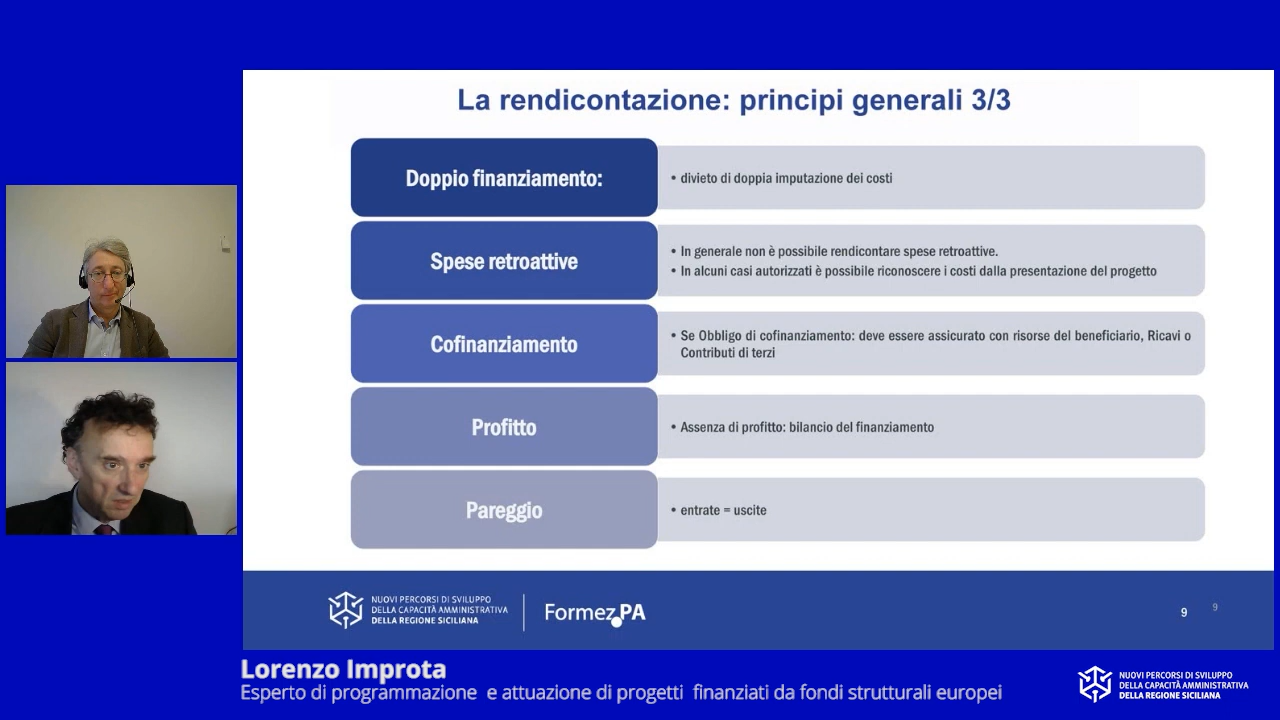 La rendicontazione: principi generali 3/3
Doppio finanziamento:
• divieto di doppia imputazione dei costi
Spese retroattive
• In generale non è possibile rendicontare spese retroattive.
• In alcuni casi autorizzati è possibile riconoscere i costi dalla presentazione del progetto
Cofinanziamento
• Se Obbligo di cofinanziamento: deve essere assicurato con risorse del beneficiario, Ricavi o
Contributi di terzi
Profitto
• Assenza di profitto: bilancio del finanziamento
Pareggio
• entrate = uscite
NUOVI PERCORSI DI SVILUPPO
DELLA CAPACITÀ AMMINISTRATIVA
DELLA REGIONE SICILIANA
Formez PA
9
9
Lorenzo Improta
Esperto di programmazione e attuazione di progetti finanziati da fondi strutturali europei
NUOVI PERCORSI DI SVILUPPO
DELLA CAPACITÀ AMMINISTRATIVA
DELLA REGIONE SICILIANA